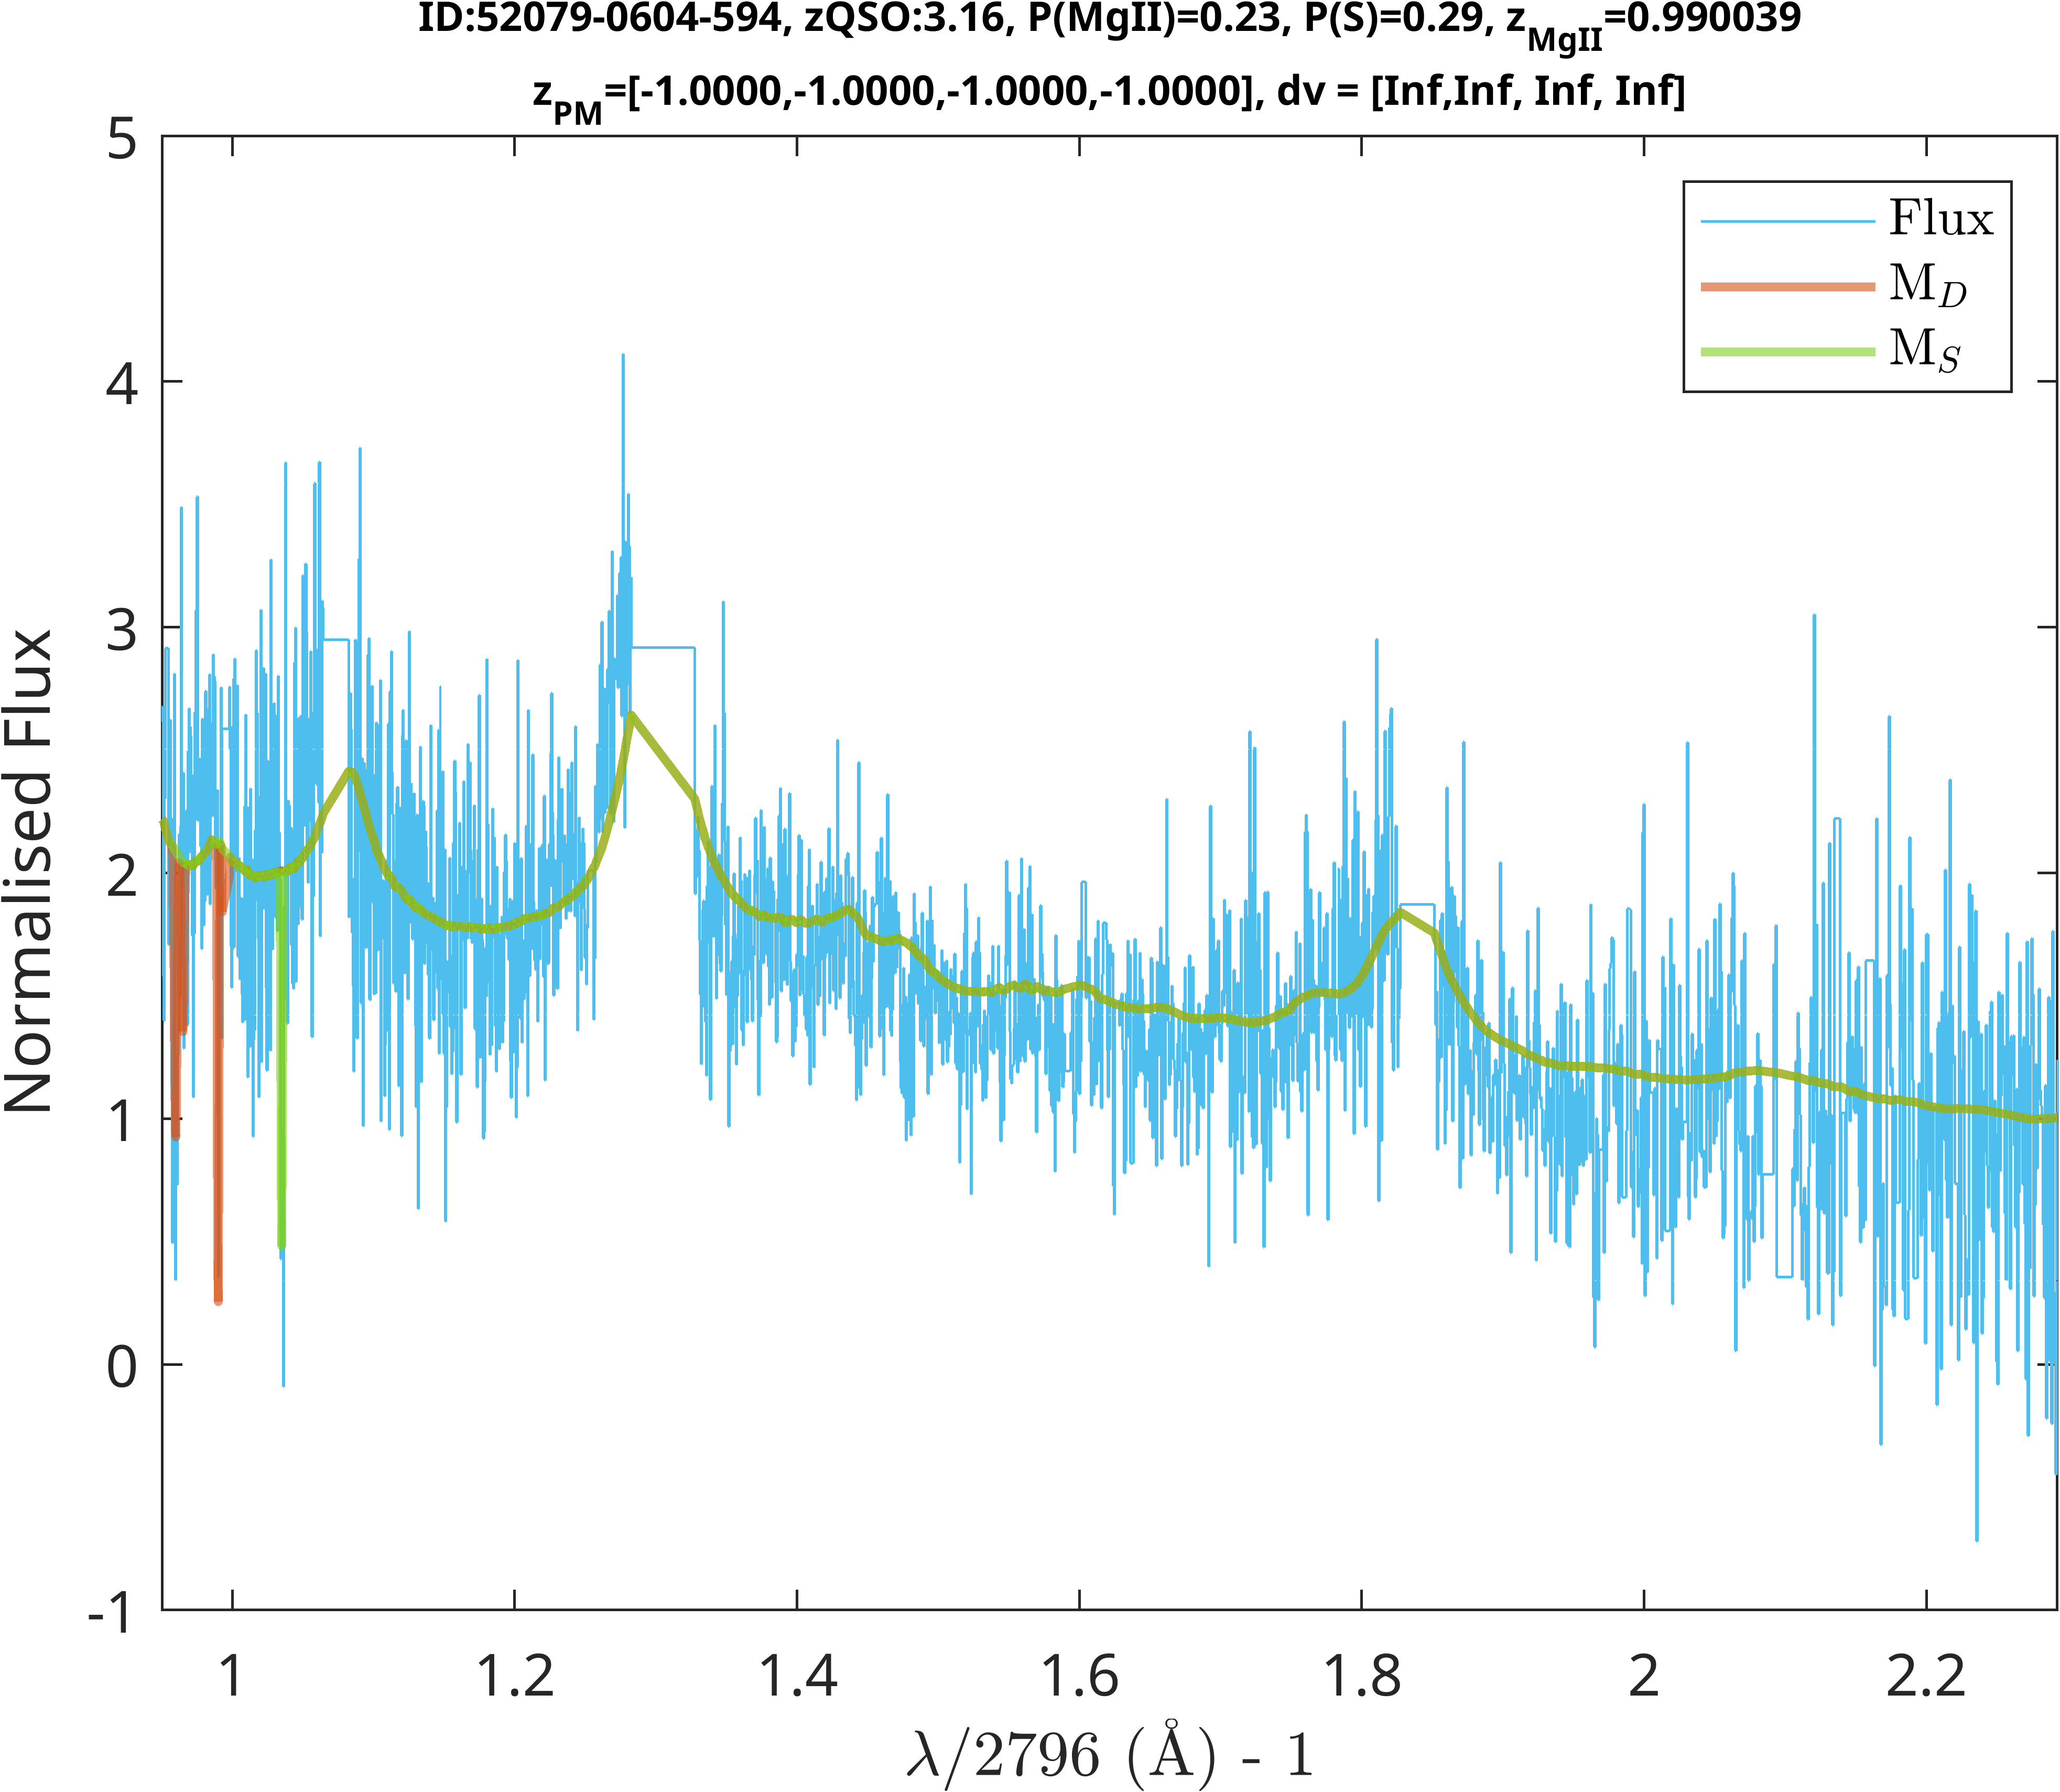 ID:52079-0604-594, zQSO:3.16, P(MgII)=0.23, P(S)=0.29, zMgII=0.990039
zPM=[-1.0000,-1.0000,-1.0000,-1.0000], dv = [Inf,Inf, Inf, Inf]
5
4
3
2
1
0
-1
Normalised Flux
Flux
MD
MS
1 1.2 1.4 1.6 1.8 2 2.2
λ/2796 (Å) - 1